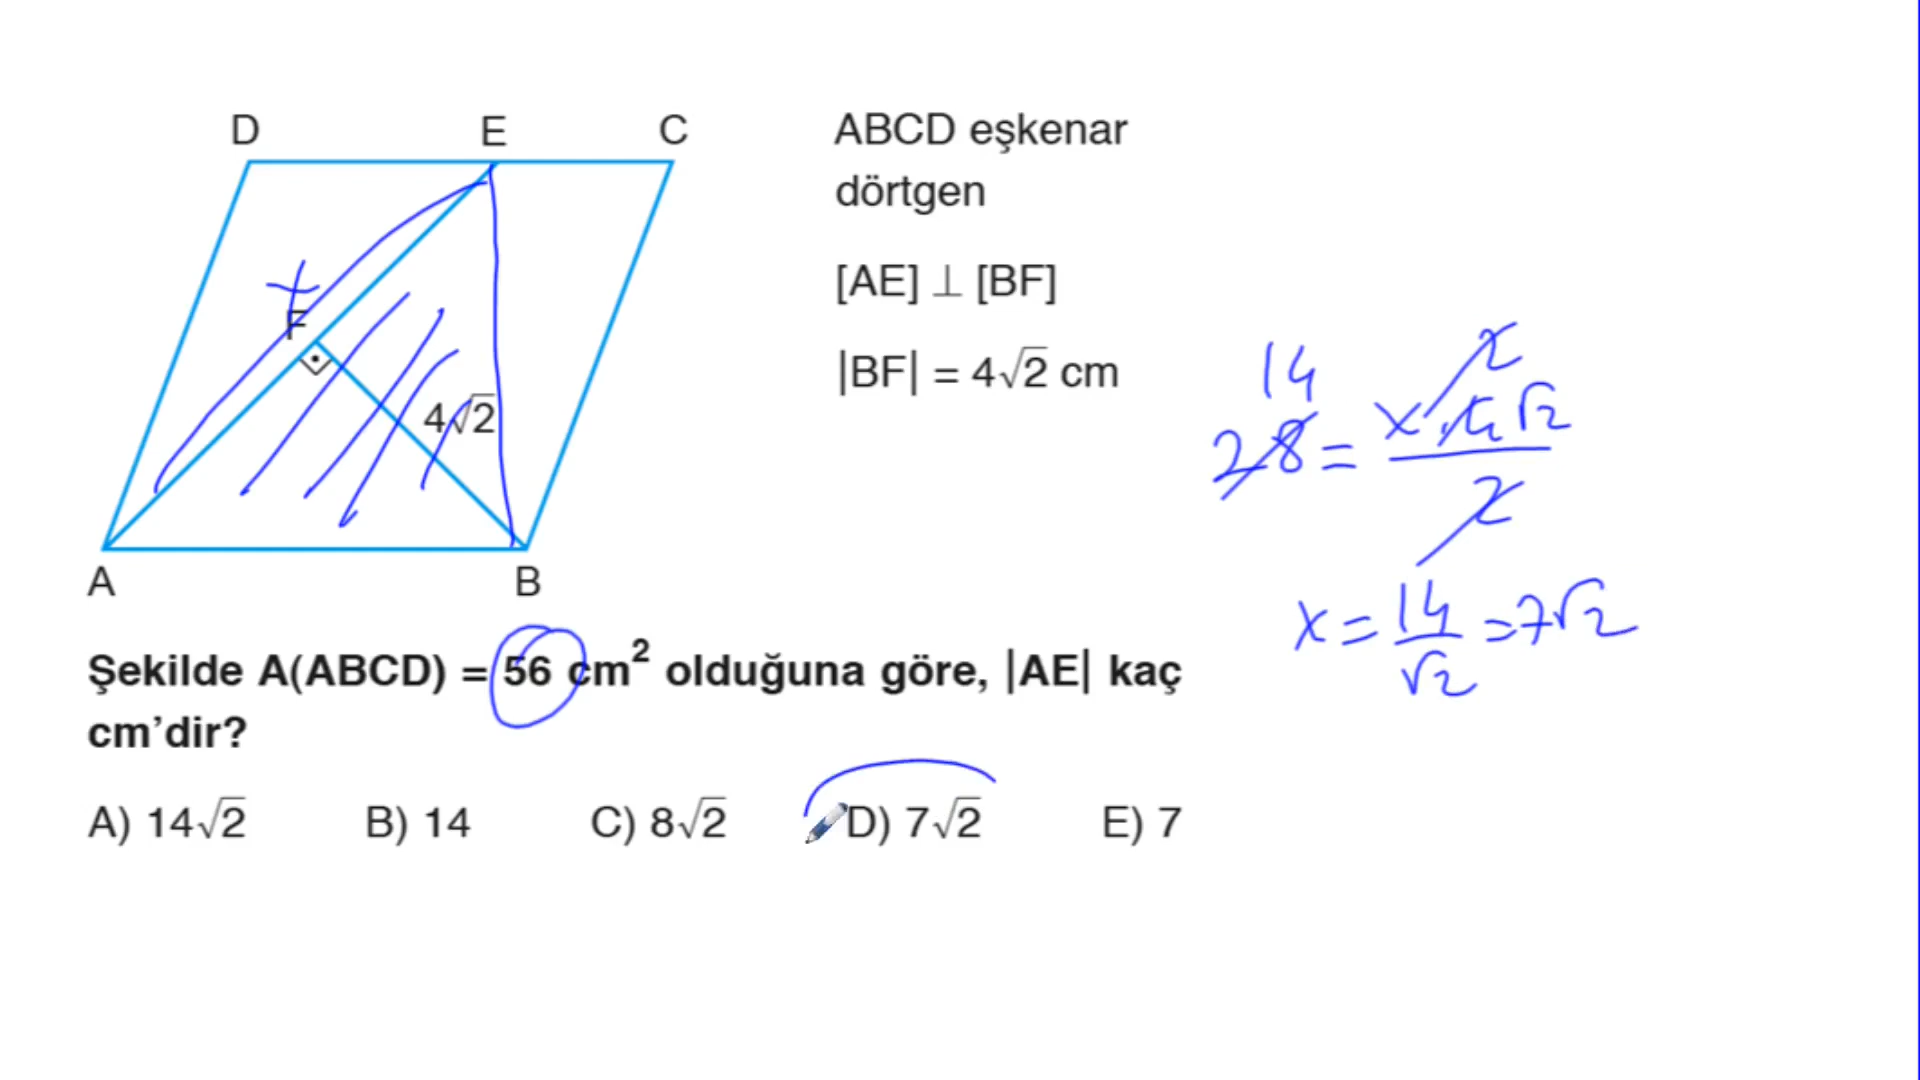 D E C
ABCD eşkenar
dörtgen
[AE] ⊥ [BF]
|BF| = 4√2 cm
x
F
4√2
A B
14
28 = x.4√2 / 2
2
x = 14/√2 = 7√2
Şekilde A(ABCD) = 56 cm² olduğuna göre, |AE| kaç
cm’dir?
A) 14√2 B) 14 C) 8√2 D) 7√2 E) 7